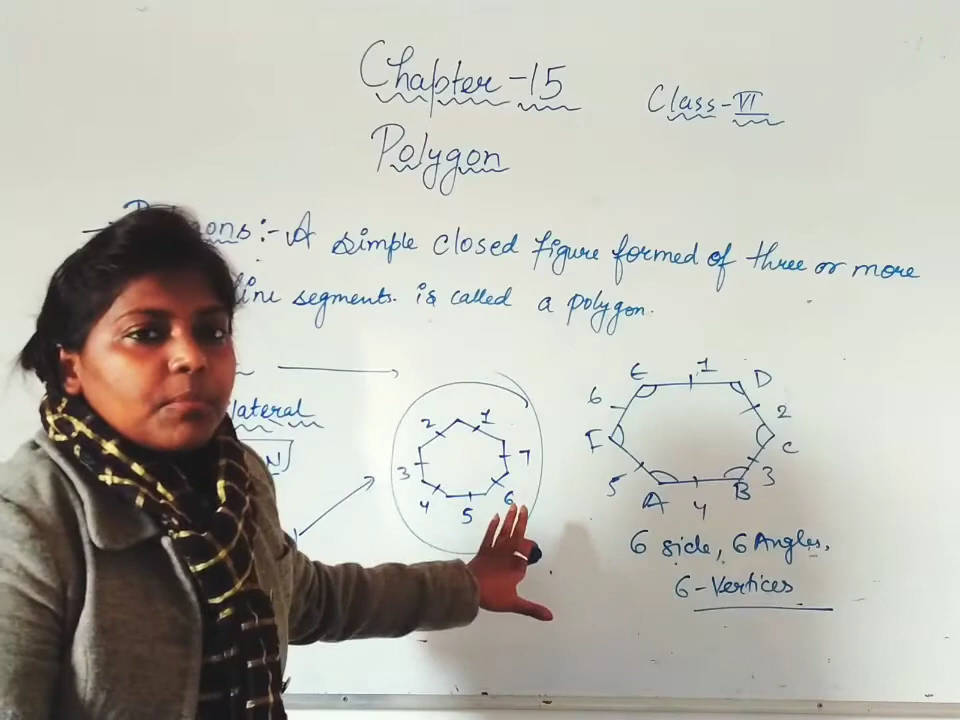 Chapter-15
Class-VI
Polygon
:- A simple closed figure formed of three or more
line segments. is called a polygon.
lateral
N
1
2
3
4
5
6
7
E 1 D
6 2
F C
5 3
A 4 B
6 side, 6 Angles,
6-Vertices